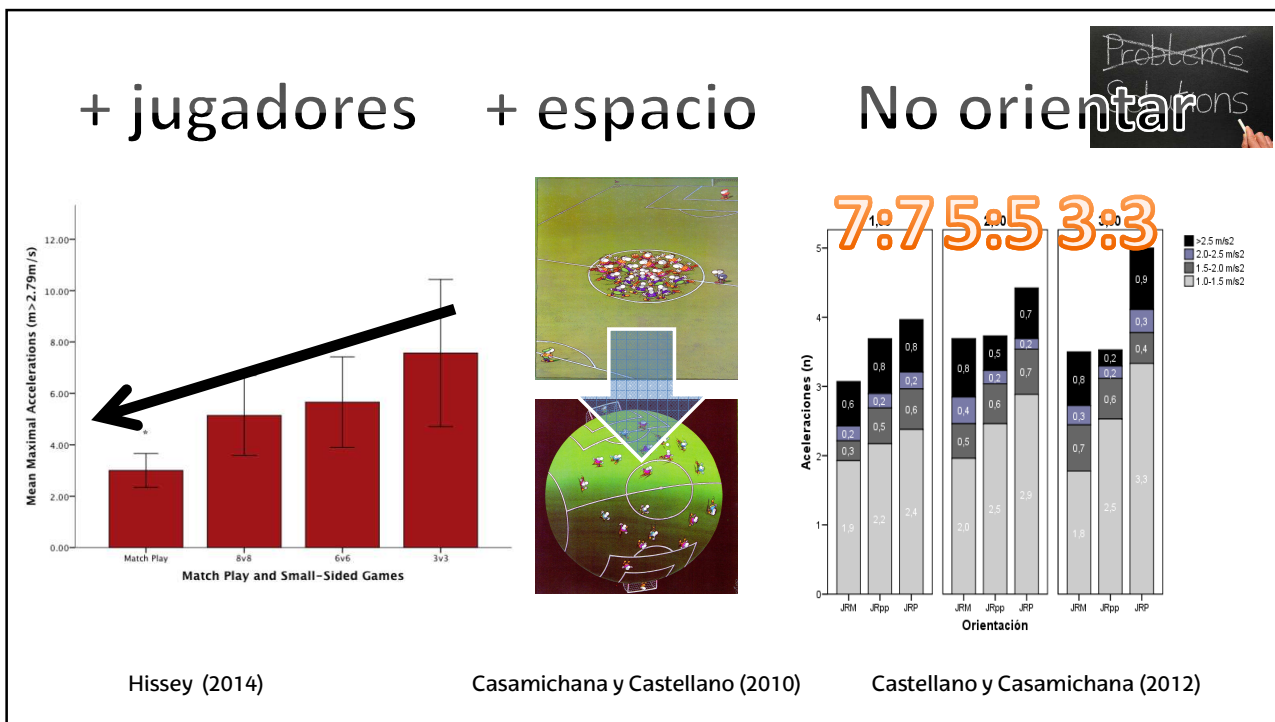 Problems
Solutions
+ jugadores
+ espacio
No orientar
12.00
10.00
8.00
6.00
4.00
2.00
0.00
Mean Maximal Accelerations (m>2.79m/s)
*
Match Play
8v8
6v6
3v3
Match Play and Small-Sided Games
7:7
5:5
3:3
>2.5 m/s2
2.0-2.5 m/s2
1.5-2.0 m/s2
1.0-1.5 m/s2
Aceleraciones (n)
5
4
3
2
1
0
0,6
0,2
0,3
1,9
0,8
0,2
0,5
2,2
0,8
0,2
0,6
2,4
0,8
0,4
0,5
2,0
0,5
0,2
0,6
2,5
0,7
0,2
0,7
2,9
0,8
0,3
0,7
1,8
0,2
0,2
0,6
2,5
0,9
0,3
0,4
3,3
JRM JRpp JRP
JRM JRpp JRP
JRM JRpp JRP
Orientación
Hissey (2014)
Casamichana y Castellano (2010)
Castellano y Casamichana (2012)